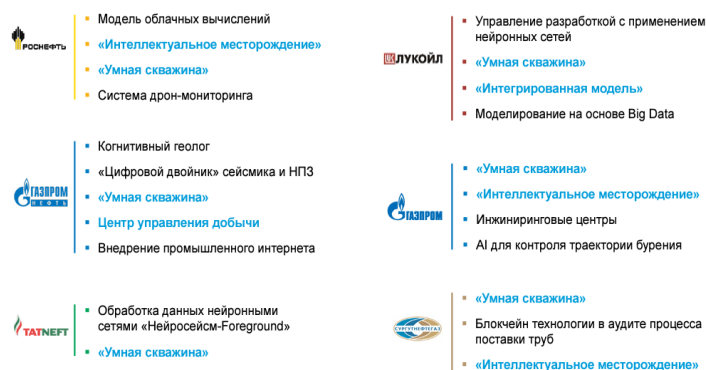 РОСНЕФТЬ
Модель облачных вычислений
«Интеллектуальное месторождение»
«Умная скважина»
Система дрон-мониторинга
ЛУКОЙЛ
Управление разработкой с применением
нейронных сетей
«Умная скважина»
«Интегрированная модель»
Моделирование на основе Big Data
ГАЗПРОМ
НЕФТЬ
Когнитивный геолог
«Цифровой двойник» сейсмика и НПЗ
«Умная скважина»
Центр управления добычи
Внедрение промышленного интернета
ГАЗПРОМ
«Умная скважина»
«Интеллектуальное месторождение»
Инжиниринговые центры
AI для контроля траектории бурения
TATNEFT
Обработка данных нейронными
сетями «Нейросейсм-Foreground»
«Умная скважина»
СУРГУТНЕФТЕГАЗ
«Умная скважина»
Блокчейн технологии в аудите процесса
поставки труб
«Интеллектуальное месторождение»